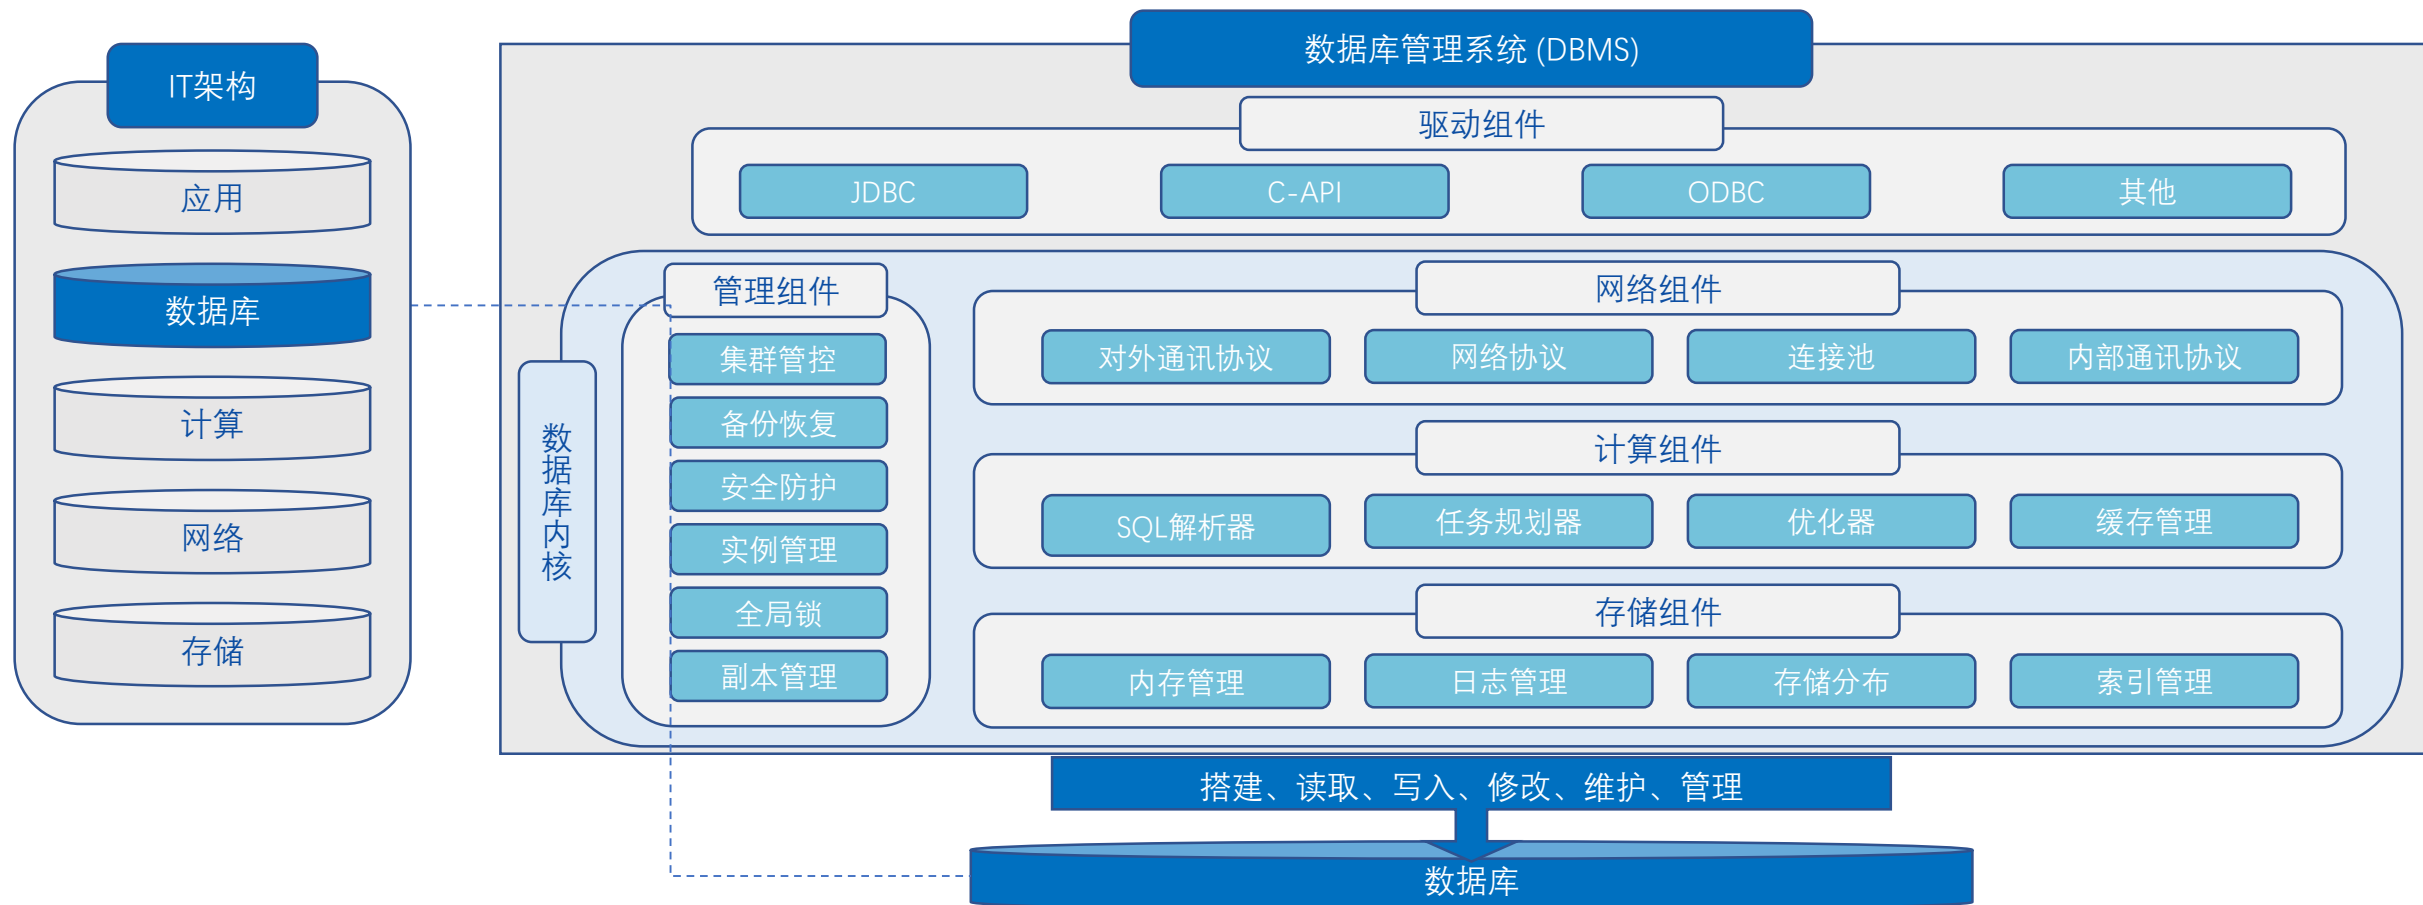 IT架构
应用
数据库
计算
网络
存储
数据库管理系统 (DBMS)
驱动组件
JDBC
C-API
ODBC
其他
数据库内核
管理组件
集群管控
备份恢复
安全防护
实例管理
全局锁
副本管理
网络组件
对外通讯协议
网络协议
连接池
内部通讯协议
计算组件
SQL解析器
任务规划器
优化器
缓存管理
存储组件
内存管理
日志管理
存储分布
索引管理
搭建、读取、写入、修改、维护、管理
数据库